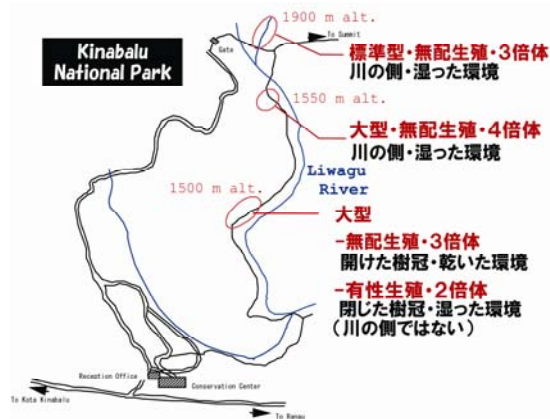 1900 m alt.
To Summit
Gate
Kinabalu
National Park
標準型・無配生殖・3倍体
川の側・湿った環境
1550 m alt.
大型・無配生殖・4倍体
川の側・湿った環境
Liwagu
River
1500 m alt.
大型
-無配生殖・3倍体
開けた樹冠・乾いた環境
-有性生殖・2倍体
閉じた樹冠・湿った環境
(川の側ではない)
Reception Office
Conservation Center
To Kota Kinabalu
To Ranau